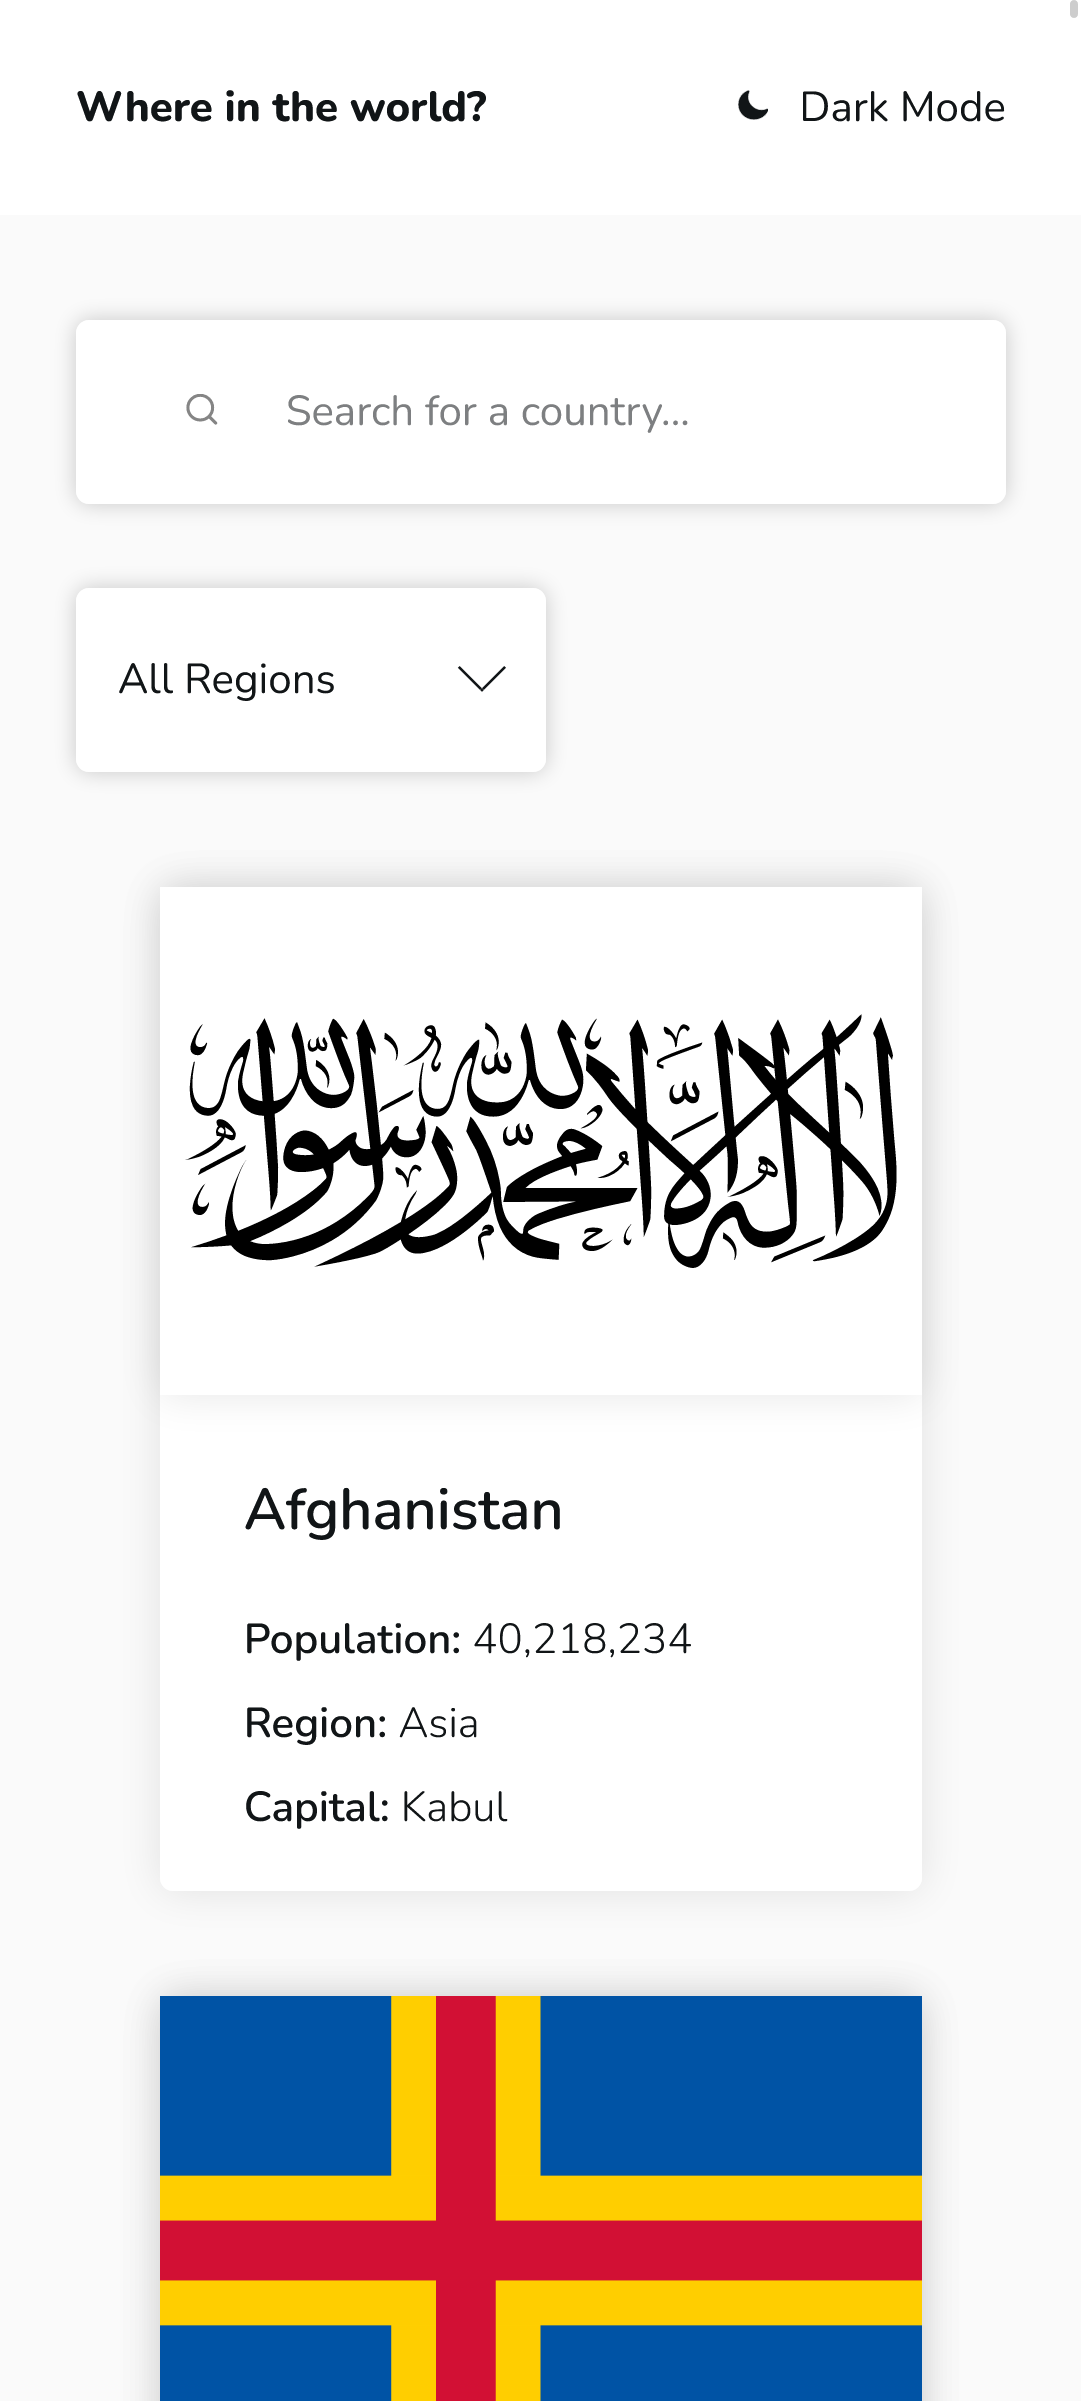 Where in the world?
Dark Mode
Search for a country...
All Regions
لا إله إلا الله محمد رسول الله
Afghanistan
Population: 40,218,234
Region: Asia
Capital: Kabul